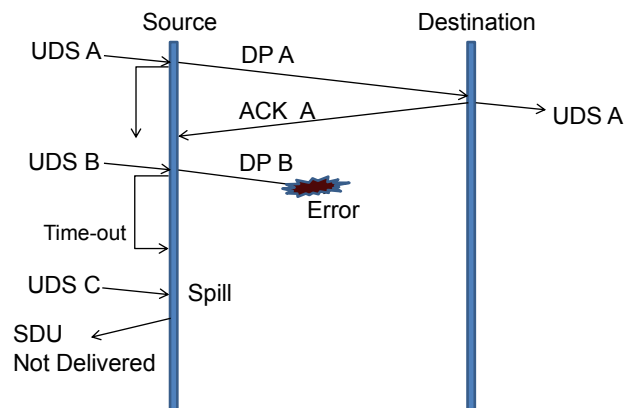 Source
Destination
UDS A
DP A
ACK A
UDS A
UDS B
DP B
Error
Time-out
UDS C
Spill
SDU
Not Delivered